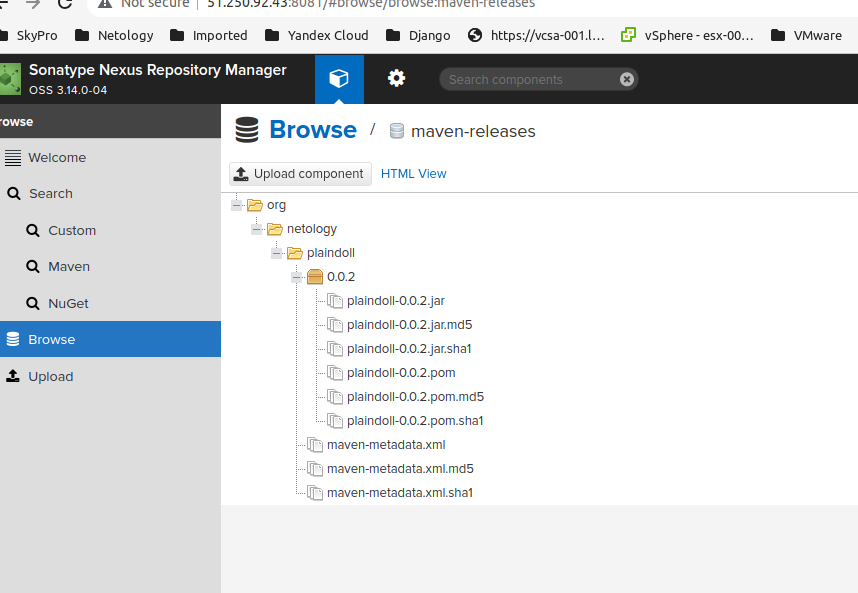 Not secure | 51.250.92.43:8081/#browse/browse:maven-releases
SkyPro Netology Imported Yandex Cloud Django https://vcsa-001.l... vSphere - esx-00... VMware
Sonatype Nexus Repository Manager
OSS 3.14.0-04
Search components
rowse
Browse / maven-releases
Welcome
Upload component HTML View
Search
Custom
Maven
NuGet
Browse
Upload
org
netology
plaindoll
0.0.2
plaindoll-0.0.2.jar
plaindoll-0.0.2.jar.md5
plaindoll-0.0.2.jar.sha1
plaindoll-0.0.2.pom
plaindoll-0.0.2.pom.md5
plaindoll-0.0.2.pom.sha1
maven-metadata.xml
maven-metadata.xml.md5
maven-metadata.xml.sha1